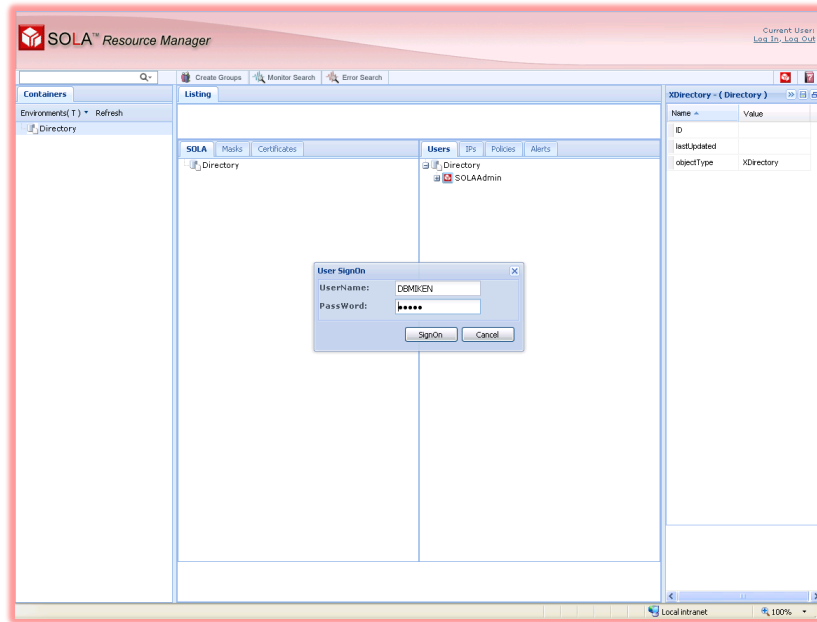 SOLA™ Resource Manager
Current User:
Log In, Log Out
Create Groups Monitor Search Error Search
Containers
Environments( T ) Refresh
Directory
Listing
SOLA Masks Certificates
Directory
Users IPs Policies Alerts
Directory
SOLAAdmin
User SignOn
UserName: DBMIKEN
PassWord: •••••
SignOn Cancel
XDirectory - ( Directory )
Name Value
ID
lastUpdated
objectType XDirectory
Local intranet 100%